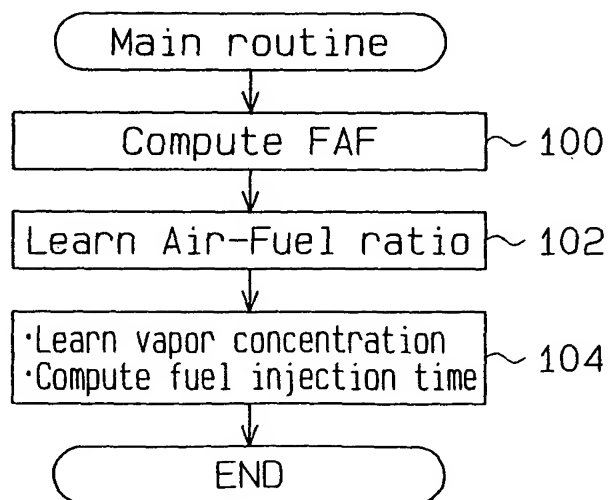 Main routine
Compute FAF
100
Learn Air-Fuel ratio
102
·Learn vapor concentration
·Compute fuel injection time
104
END